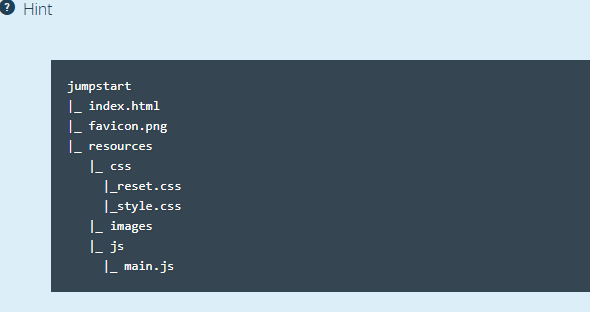 ? Hint
jumpstart
|_ index.html
|_ favicon.png
|_ resources
|_ css
|_reset.css
|_style.css
|_ images
|_ js
|_ main.js